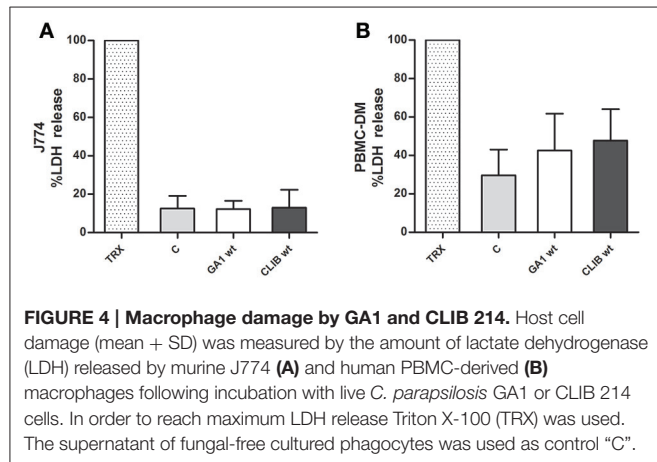 A
J774
%LDH release
100
80
60
40
20
0
TRX
C
GA1 wt
CLIB wt
B
PBMC-DM
%LDH release
100
80
60
40
20
0
TRX
C
GA1 wt
CLIB wt
FIGURE 4 | Macrophage damage by GA1 and CLIB 214. Host cell
damage (mean + SD) was measured by the amount of lactate dehydrogenase
(LDH) released by murine J774 (A) and human PBMC-derived (B)
macrophages following incubation with live C. parapsilosis GA1 or CLIB 214
cells. In order to reach maximum LDH release Triton X-100 (TRX) was used.
The supernatant of fungal-free cultured phagocytes was used as control “C”.